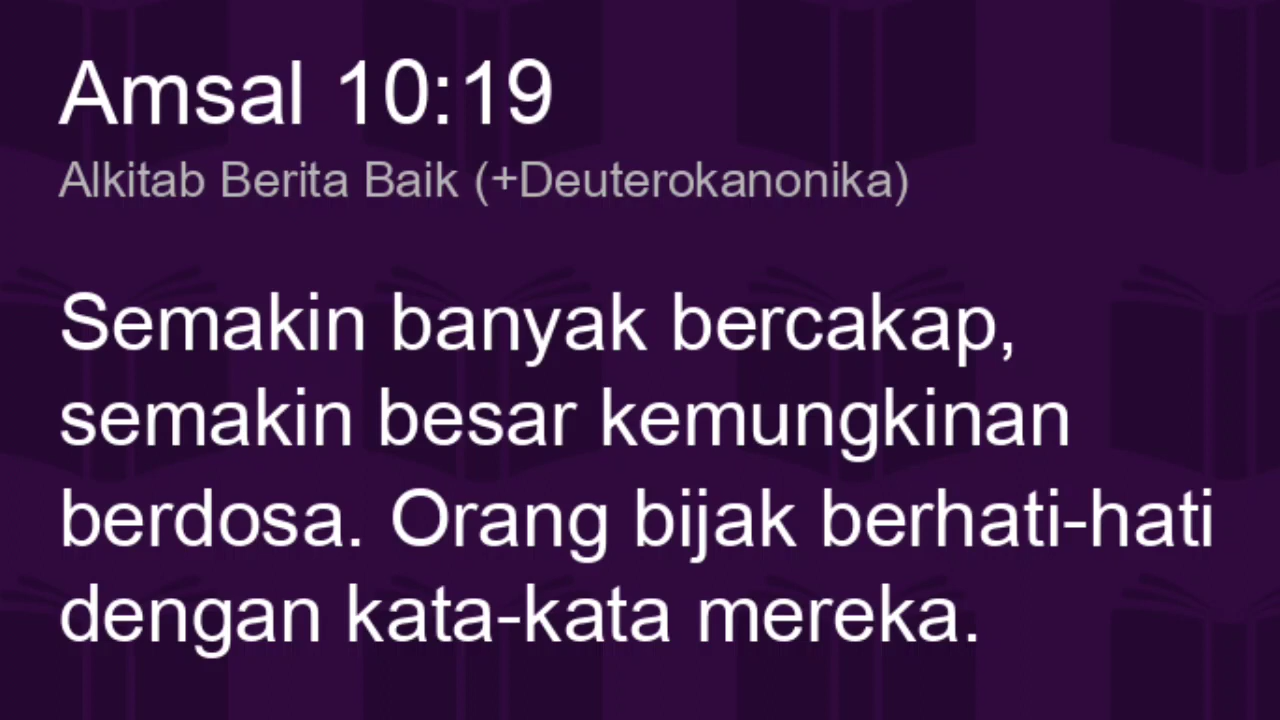 Amsal 10:19
Alkitab Berita Baik (+Deuterokanonika)
Semakin banyak bercakap,
semakin besar kemungkinan
berdosa. Orang bijak berhati-hati
dengan kata-kata mereka.